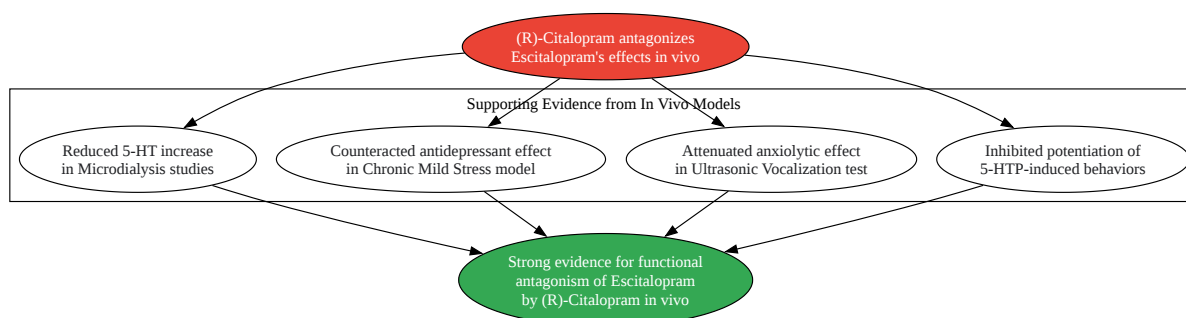 (R)-Citalopram antagonizes
Escitalopram's effects in vivo
Supporting Evidence from In Vivo Models
Reduced 5-HT increase
in Microdialysis studies
Counteracted antidepressant effect
in Chronic Mild Stress model
Attenuated anxiolytic effect
in Ultrasonic Vocalization test
Inhibited potentiation of
5-HTP-induced behaviors
Strong evidence for functional
antagonism of Escitalopram
by (R)-Citalopram in vivo